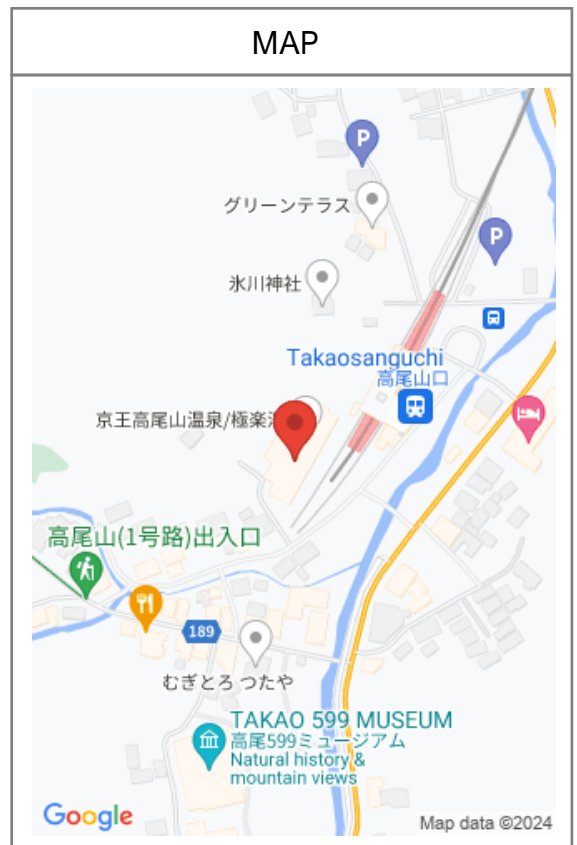 MAP
P
グリーンテラス
P
氷川神社
Takaosanguchi
高尾山口
京王高尾山温泉/極楽
高尾山(1号路)出入口
189
むぎとろ つたや
TAKAO 599 MUSEUM
高尾599ミュージアム
Natural history &
mountain views
Google
Map data ©2024